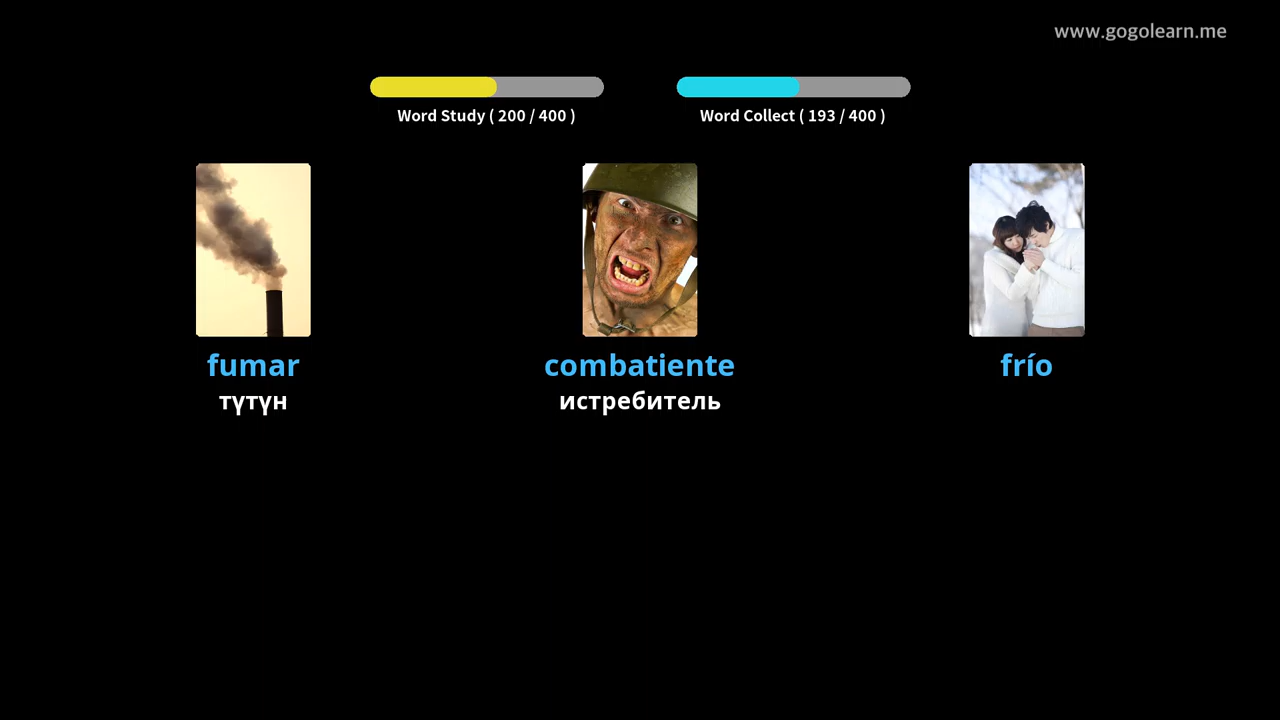 www.gogolearn.me
Word Study ( 200 / 400 )
Word Collect ( 193 / 400 )
fumar
combatiente
frío
түтүн
истребитель